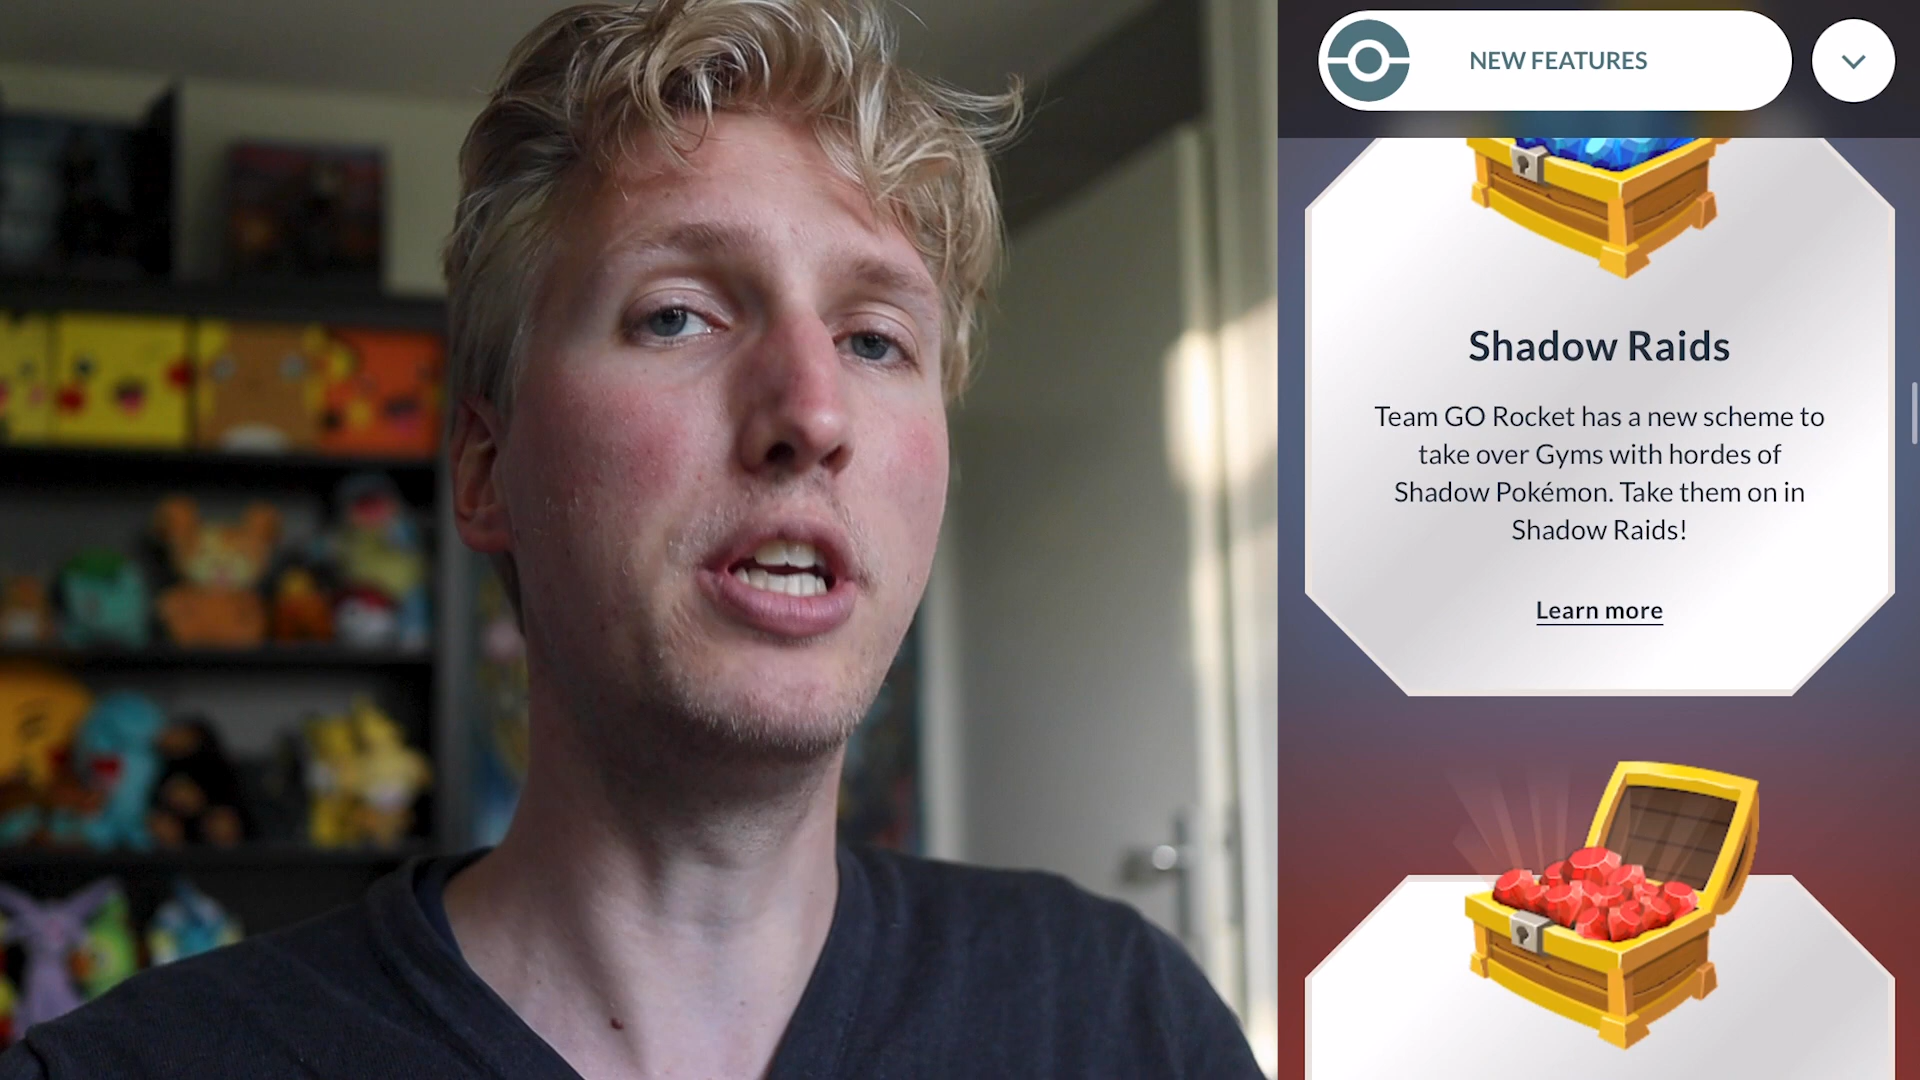 NEW FEATURES
Shadow Raids
Team GO Rocket has a new scheme to
take over Gyms with hordes of
Shadow Pokémon. Take them on in
Shadow Raids!
Learn more